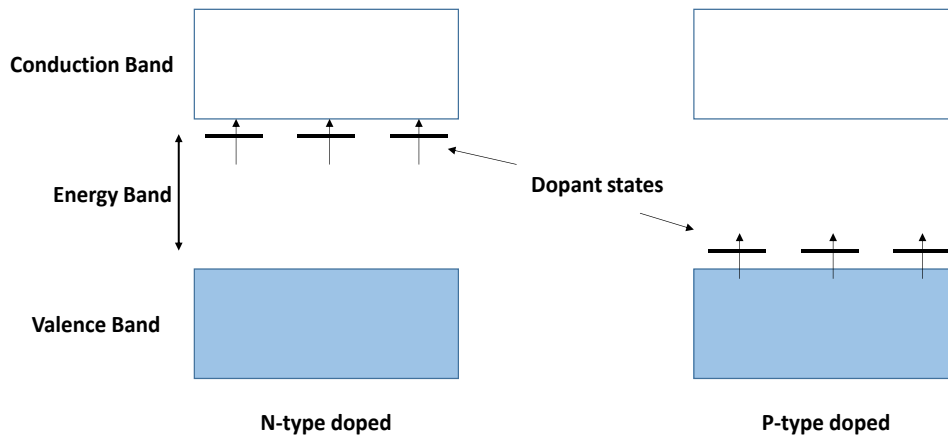 Conduction Band
Energy Band
Dopant states
Valence Band
N-type doped
P-type doped